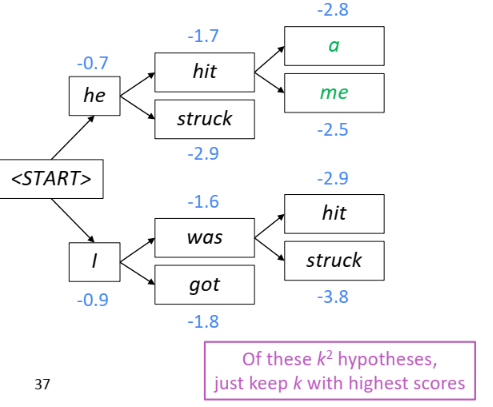 -2.8
-1.7
a
-0.7
hit
he
me
struck
-2.5
-2.9
<START>
-2.9
-1.6
hit
was
I
struck
got
-0.9
-3.8
-1.8
Of these k² hypotheses,
just keep k with highest scores
37